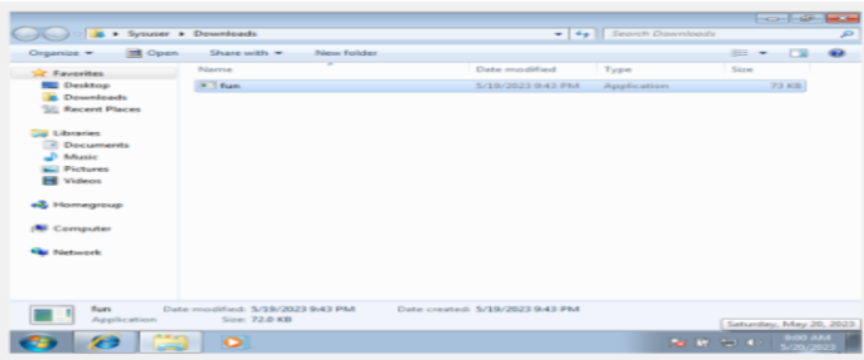 Sysuser ▸ Downloads Search Downloads
Organize Open Share with New folder
Name Date modified Type Size
Favorites
fun 5/19/2023 9:43 PM Application 73 KB
Desktop
Downloads
Recent Places
Libraries
Documents
Music
Pictures
Videos
Homegroup
Computer
Network
fun Date modified: 5/19/2023 9:43 PM Date created: 5/19/2023 9:43 PM
Application Size: 72.0 KB
Saturday, May 20, 2023
9:00 AM
5/20/2023